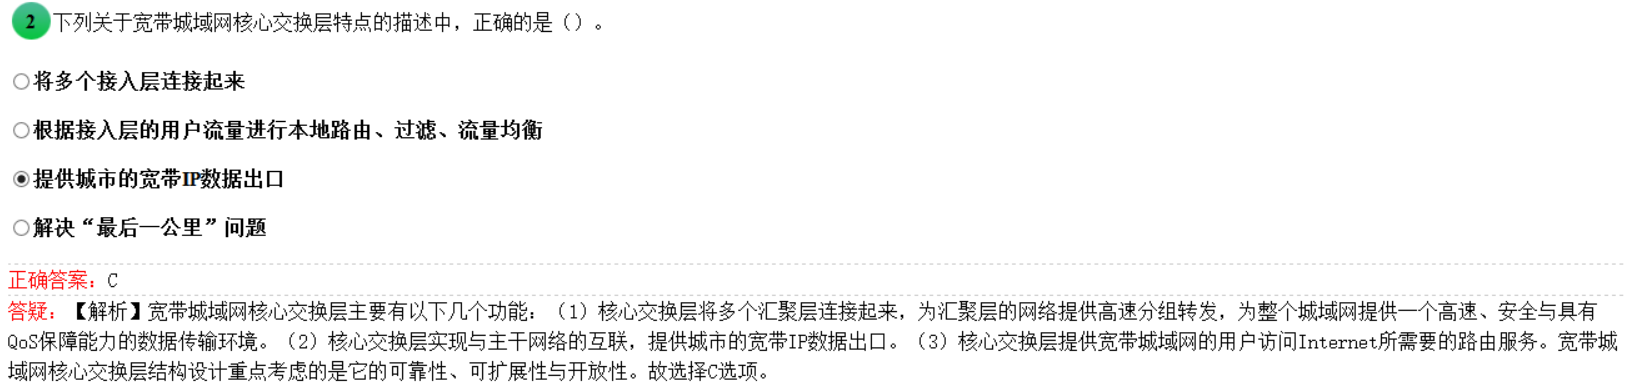 2 下列关于宽带城域网核心交换层特点的描述中，正确的是（）。
将多个接入层连接起来
根据接入层的用户流量进行本地路由、过滤、流量均衡
提供城市的宽带IP数据出口
解决“最后一公里”问题
正确答案：C
答疑：【解析】宽带城域网核心交换层主要有以下几个功能：（1）核心交换层将多个汇聚层连接起来，为汇聚层的网络提供高速分组转发，为整个城域网提供一个高速、安全与具有
QoS保障能力的数据传输环境。（2）核心交换层实现与主干网络的互联，提供城市的宽带IP数据出口。（3）核心交换层提供宽带城域网的用户访问Internet所需要的路由服务。宽带城
域网核心交换层结构设计重点考虑的是它的可靠性、可扩展性与开放性。故选择C选项。